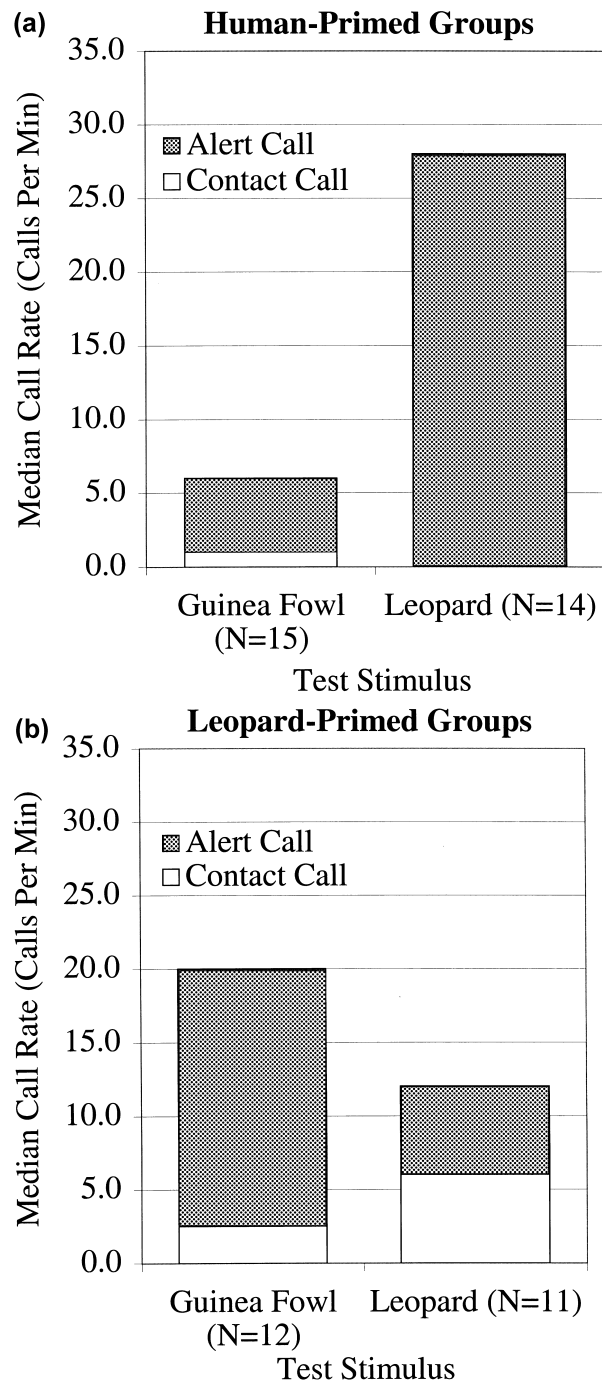 (a) Human-Primed Groups
35.0
30.0
25.0
20.0
15.0
10.0
5.0
0.0
Median Call Rate (Calls Per Min)
Alert Call
Contact Call
Guinea Fowl Leopard (N=14)
(N=15)
Test Stimulus
(b) Leopard-Primed Groups
35.0
30.0
25.0
20.0
15.0
10.0
5.0
0.0
Median Call Rate (Calls Per Min)
Alert Call
Contact Call
Guinea Fowl Leopard (N=11)
(N=12)
Test Stimulus